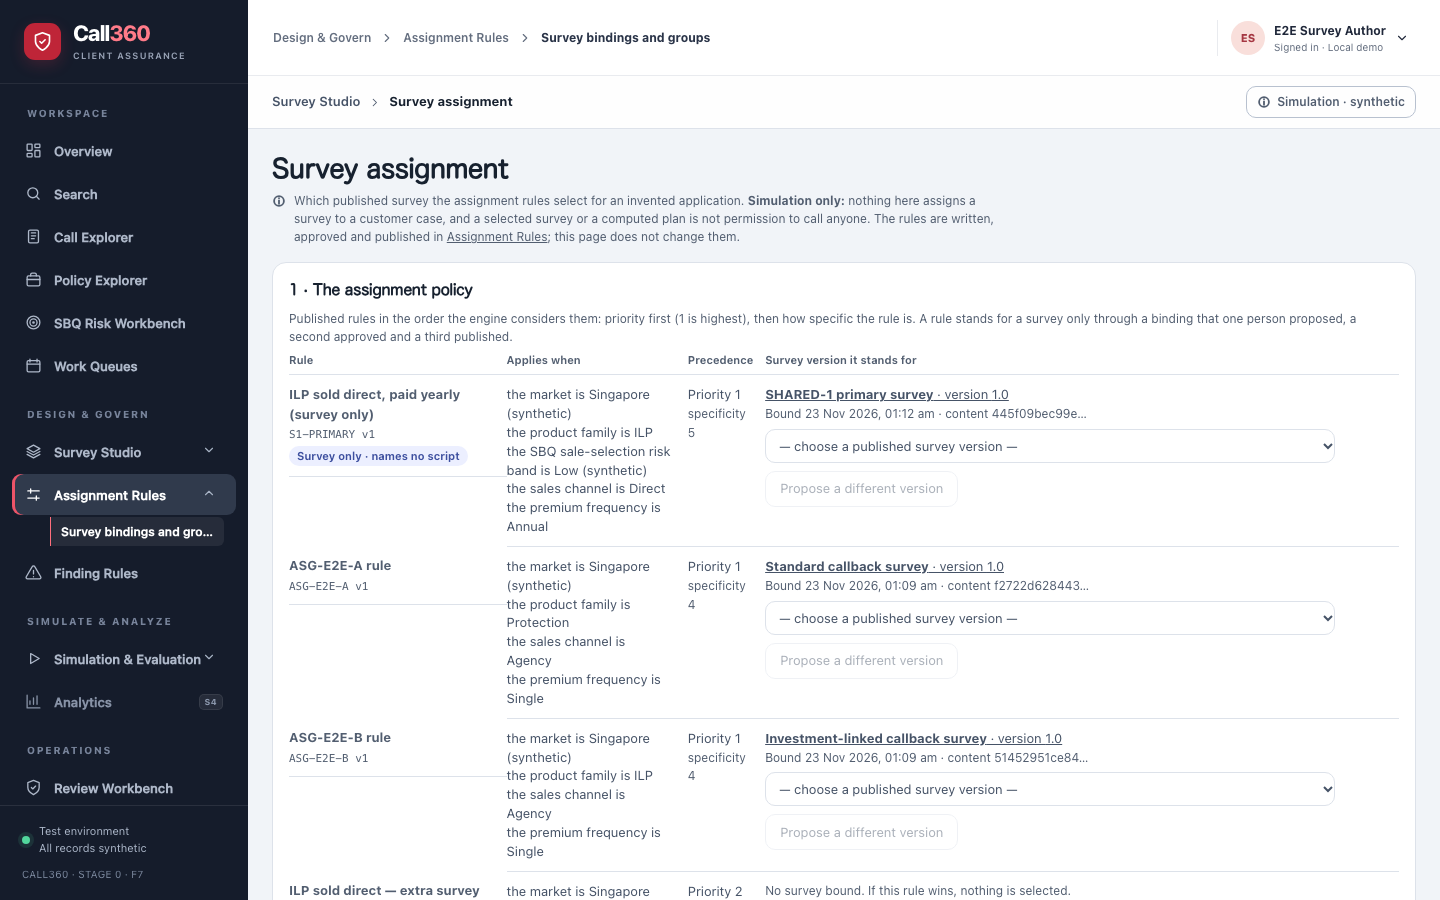 Call360
CLIENT ASSURANCE
WORKSPACE
Overview
Search
Call Explorer
Policy Explorer
SBQ Risk Workbench
Work Queues
DESIGN & GOVERN
Survey Studio
Assignment Rules
Survey bindings and gro...
Finding Rules
SIMULATE & ANALYZE
Simulation & Evaluation
Analytics
S4
OPERATIONS
Review Workbench
Test environment
All records synthetic
CALL360 · STAGE 0 · F7
Design & Govern > Assignment Rules > Survey bindings and groups
ES
E2E Survey Author
Signed in · Local demo
Survey Studio > Survey assignment
Simulation · synthetic
Survey assignment
Which published survey the assignment rules select for an invented application. Simulation only: nothing here assigns a
survey to a customer case, and a selected survey or a computed plan is not permission to call anyone. The rules are written,
approved and published in Assignment Rules; this page does not change them.
1 · The assignment policy
Published rules in the order the engine considers them: priority first (1 is highest), then how specific the rule is. A rule stands for a survey only through a binding that one person proposed, a
second approved and a third published.
Rule
Applies when
Precedence
Survey version it stands for
ILP sold direct, paid yearly
(survey only)
S1-PRIMARY v1
Survey only · names no script
the market is Singapore
(synthetic)
the product family is ILP
the SBQ sale-selection risk
band is Low (synthetic)
the sales channel is Direct
the premium frequency is
Annual
Priority 1
specificity
5
SHARED-1 primary survey · version 1.0
Bound 23 Nov 2026, 01:12 am · content 445f09bec99e...
— choose a published survey version —
Propose a different version
ASG-E2E-A rule
ASG-E2E-A v1
the market is Singapore
(synthetic)
the product family is
Protection
the sales channel is
Agency
the premium frequency is
Single
Priority 1
specificity
4
Standard callback survey · version 1.0
Bound 23 Nov 2026, 01:09 am · content f2722d628443...
— choose a published survey version —
Propose a different version
ASG-E2E-B rule
ASG-E2E-B v1
the market is Singapore
(synthetic)
the product family is ILP
the sales channel is
Agency
the premium frequency is
Single
Priority 1
specificity
4
Investment-linked callback survey · version 1.0
Bound 23 Nov 2026, 01:09 am · content 51452951ce84...
— choose a published survey version —
Propose a different version
ILP sold direct — extra survey
the market is Singapore
Priority 2
No survey bound. If this rule wins, nothing is selected.